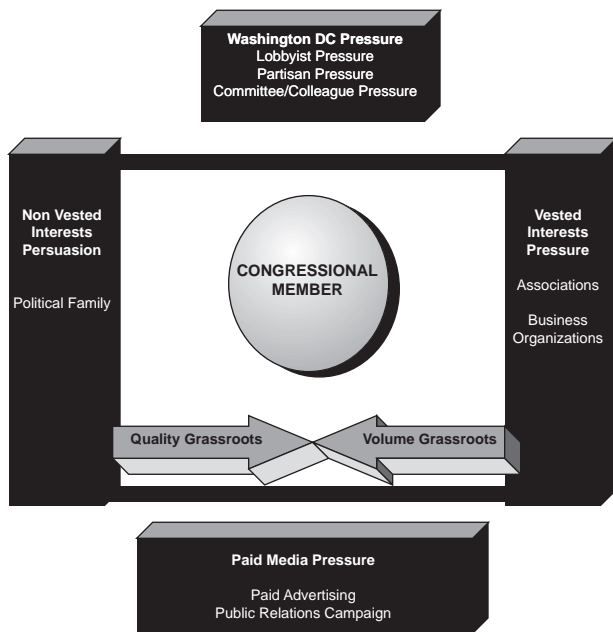 Washington DC Pressure
Lobbyist Pressure
Partisan Pressure
Committee/Colleague Pressure
Non Vested
Interests
Persuasion
Political Family
CONGRESSIONAL
MEMBER
Vested
Interests
Pressure
Associations
Business
Organizations
Quality Grassroots
Volume Grassroots
Paid Media Pressure
Paid Advertising
Public Relations Campaign